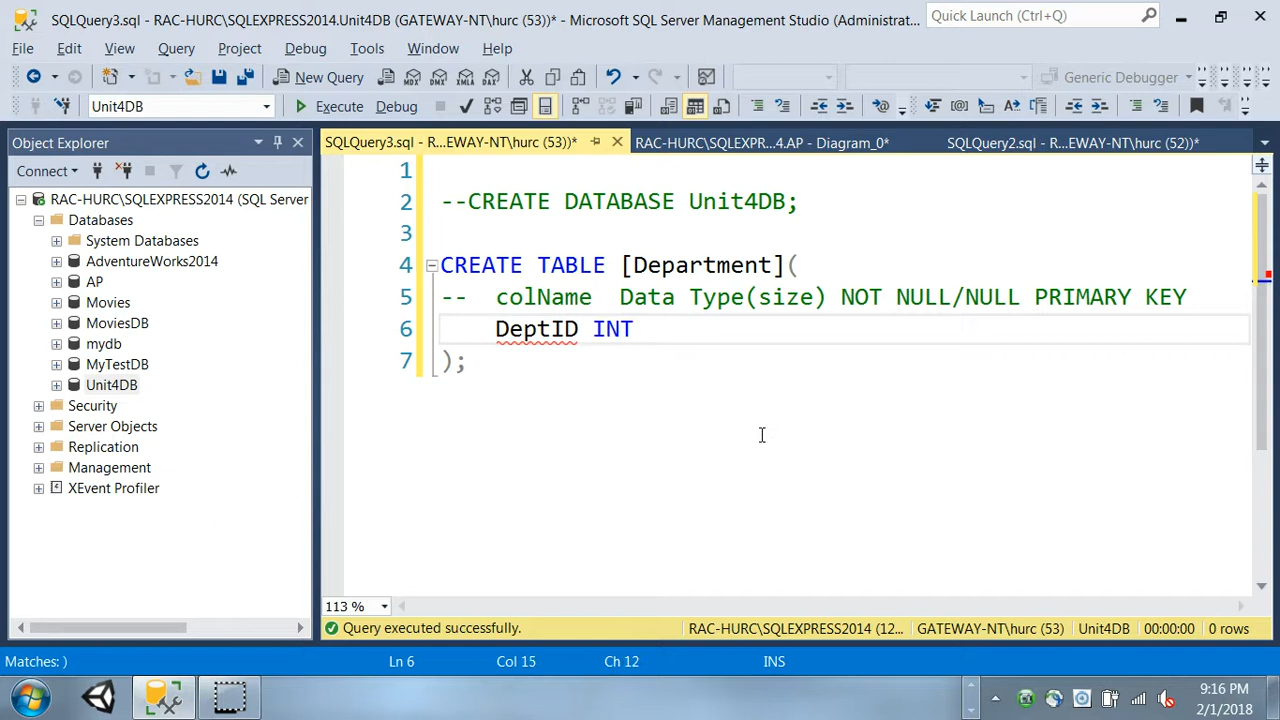 SQLQuery3.sql - RAC-HURC\SQLEXPRESS2014.Unit4DB (GATEWAY-NT\hurc (53))* - Microsoft SQL Server Management Studio (Administrat...
Quick Launch (Ctrl+Q)
File Edit View Query Project Debug Tools Window Help
New Query
MDX DMX XMLA DAX
Generic Debugger
Unit4DB
Execute Debug
Object Explorer
SQLQuery3.sql - R...EWAY-NT\hurc (53))*
RAC-HURC\SQLEXPR...4.AP - Diagram_0*
SQLQuery2.sql - R...EWAY-NT\hurc (52))*
Connect
RAC-HURC\SQLEXPRESS2014 (SQL Server
Databases
System Databases
AdventureWorks2014
AP
Movies
MoviesDB
mydb
MyTestDB
Unit4DB
Security
Server Objects
Replication
Management
XEvent Profiler
1
2 --CREATE DATABASE Unit4DB;
3
4 CREATE TABLE [Department](
5 -- colName Data Type(size) NOT NULL/NULL PRIMARY KEY
6 DeptID INT
7 );
113 %
Query executed successfully.
RAC-HURC\SQLEXPRESS2014 (12... GATEWAY-NT\hurc (53) Unit4DB 00:00:00 0 rows
Matches: ) Ln 6 Col 15 Ch 12 INS
9:16 PM
2/1/2018